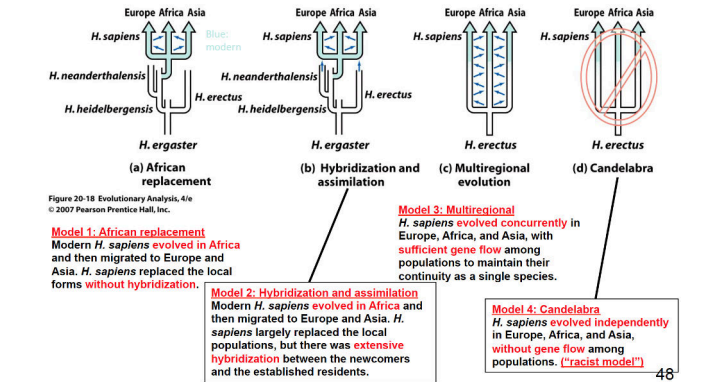 Europe Africa Asia
H. sapiens
Blue:
modern
H. neanderthalensis
H. erectus
H. heidelbergensis
H. ergaster
(a) African
replacement
Europe Africa Asia
H. sapiens
H. neanderthalensis
H. erectus
H. heidelbergensis
H. ergaster
(b) Hybridization and
assimilation
Europe Africa Asia
H. sapiens
H. erectus
(c) Multiregional
evolution
Europe Africa Asia
H. sapiens
H. erectus
(d) Candelabra
Figure 20-18 Evolutionary Analysis, 4/e
© 2007 Pearson Prentice Hall, Inc.
Model 1: African replacement
Modern H. sapiens evolved in Africa
and then migrated to Europe and
Asia. H. sapiens replaced the local
forms without hybridization.
Model 2: Hybridization and assimilation
Modern H. sapiens evolved in Africa and
then migrated to Europe and Asia. H.
sapiens largely replaced the local
populations, but there was extensive
hybridization between the newcomers
and the established residents.
Model 3: Multiregional
H. sapiens evolved concurrently in
Europe, Africa, and Asia, with
sufficient gene flow among
populations to maintain their
continuity as a single species.
Model 4: Candelabra
H. sapiens evolved independently
in Europe, Africa, and Asia,
without gene flow among
populations. ("racist model")
48